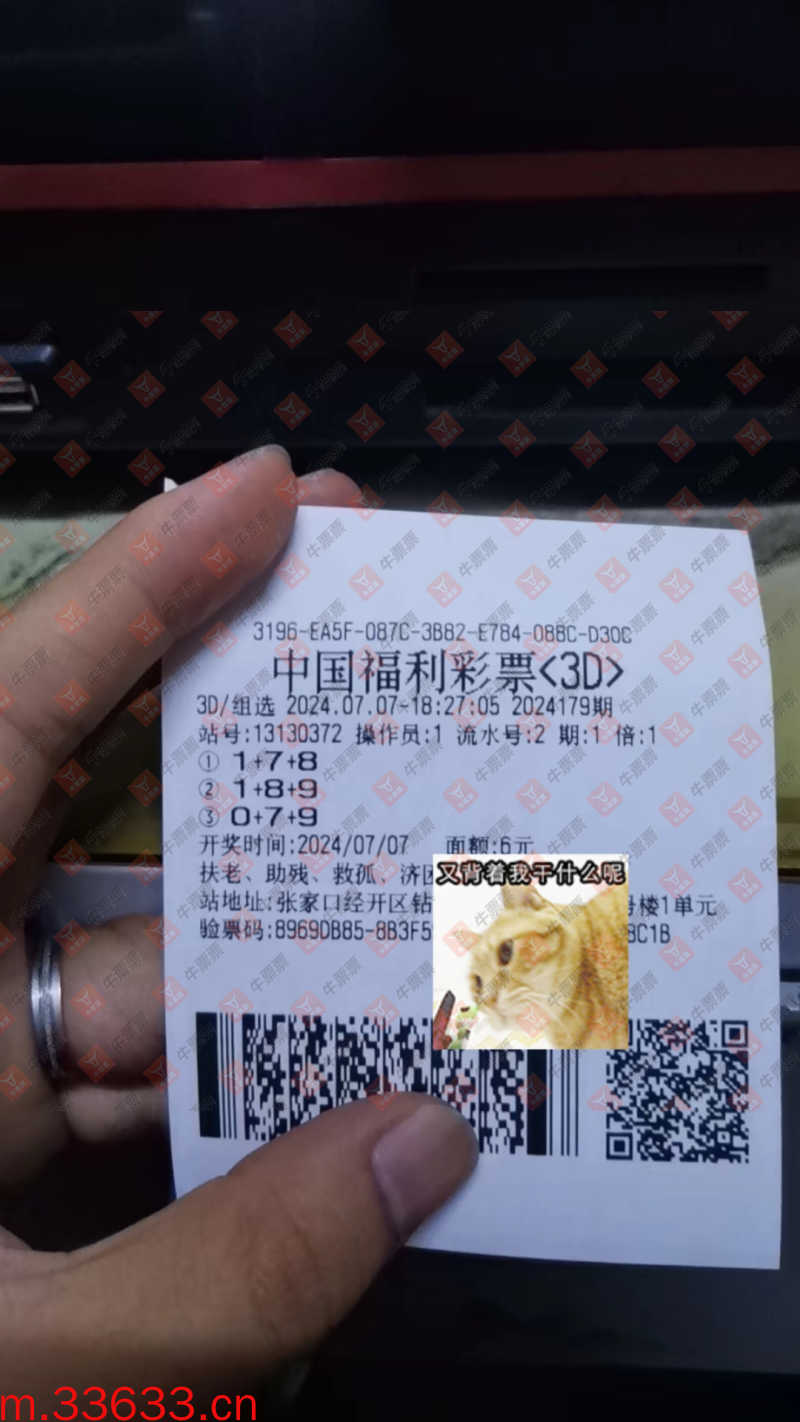 3196-EA5F-087C-3B82-E784-088C-D30C
中国福利彩票<3D>
3D/组选 2024.07.07-18:27:05 2024179期
站号:13130372 操作员:1 流水号:2 期:1 倍:1
① 1+7+8
② 1+8+9
③ 0+7+9
开奖时间:2024/07/07 面额:6元
扶老、助残、救孤、济
又背着我干什么呢
站地址:张家口经开区钻 号楼1单元
验票码:8969DB85-8B3F5 BC1B
牛票票
m.33633.cn